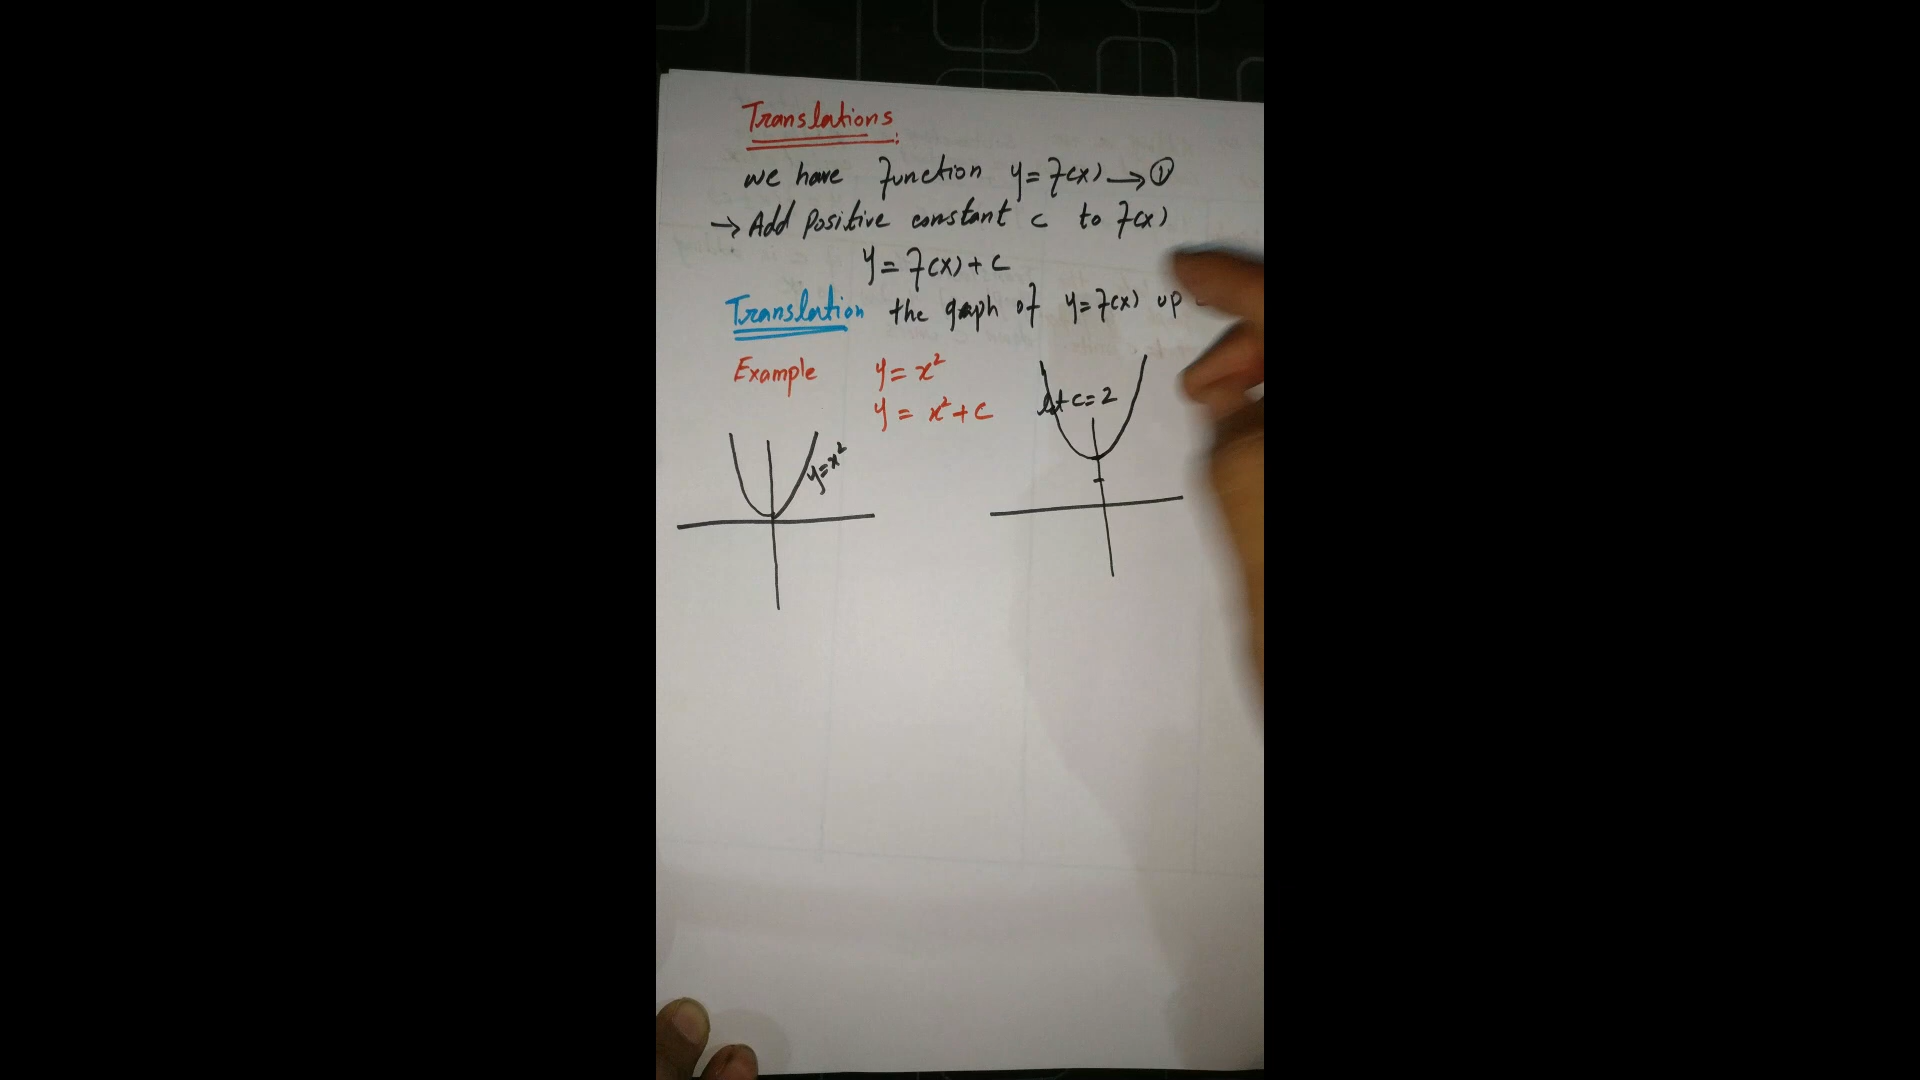 Translations:
we have function y = f(x) → ①
→ Add positive constant c to f(x)
y = f(x) + c
Translation the graph of y = f(x) up
Example y = x²
y = x² + c
let c = 2
y = x²